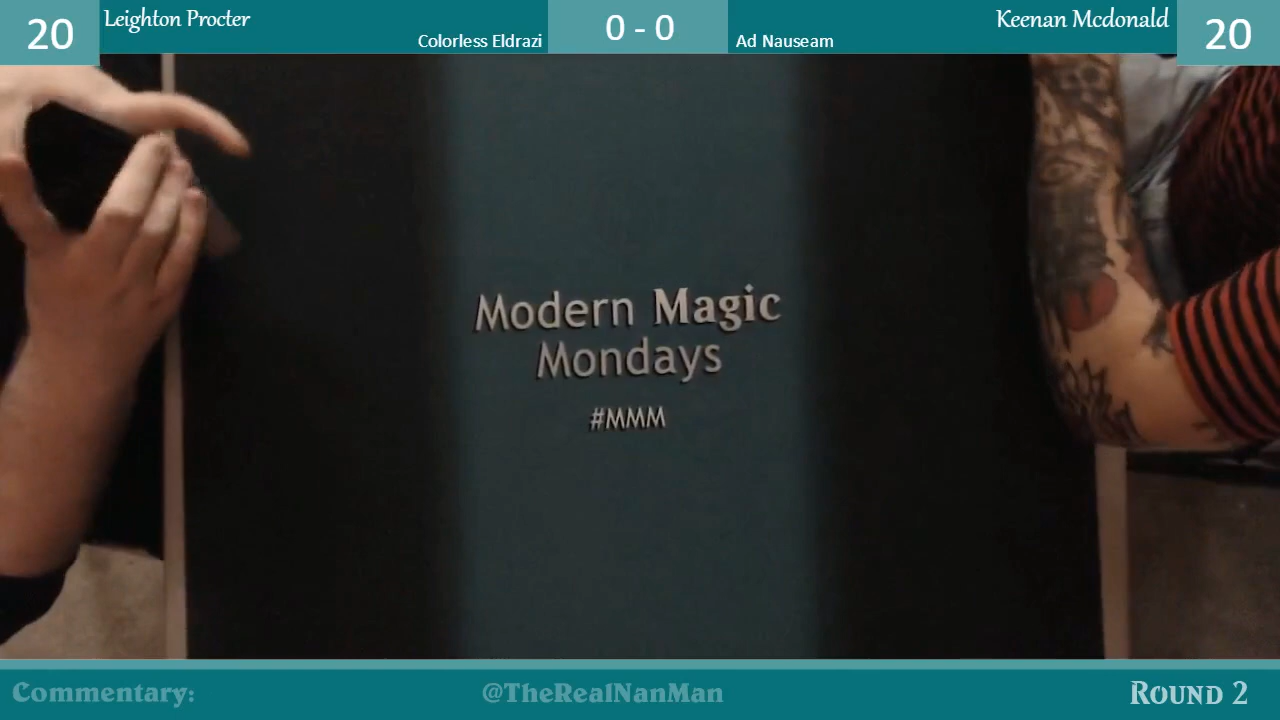 20
Leighton Procter
Colorless Eldrazi
0 - 0
Ad Nauseam
Keenan Mcdonald
20
Modern Magic
Mondays
#MMM
Commentary:
@TheRealNanMan
Round 2